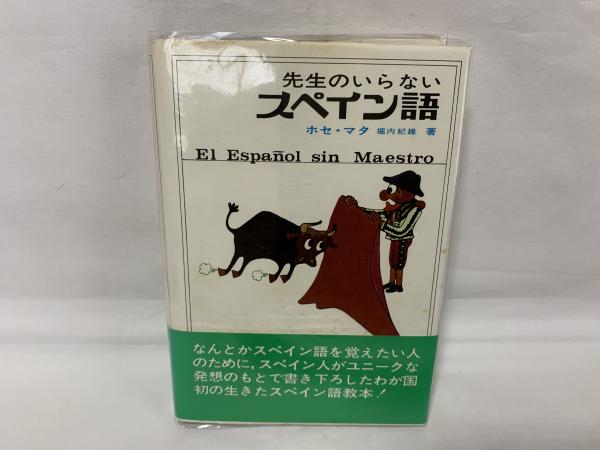 先生のいらない
スペイン語
ホセ・マタ 堀内紀雄 著
El Español sin Maestro
なんとかスペイン語を覚えたい人
のために，スペイン人がユニークな
発想のもとで書き下ろしたわが国
初の生きたスペイン語教本！